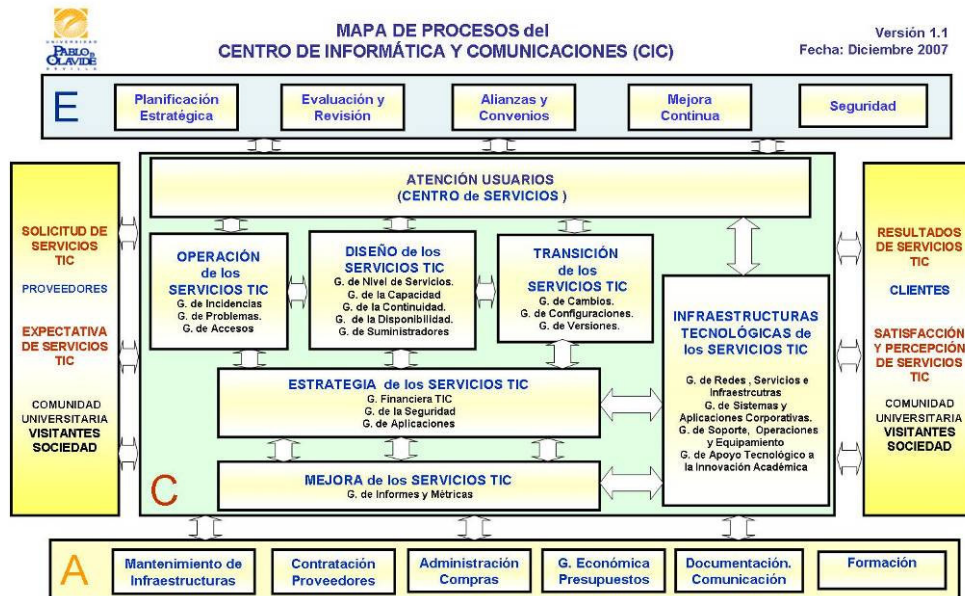 UNIVERSIDAD
PABLO DE
OLAVIDE
SEVILLA
MAPA DE PROCESOS del
CENTRO DE INFORMÁTICA Y COMUNICACIONES (CIC)
Versión 1.1
Fecha: Diciembre 2007
E
Planificación
Estratégica
Evaluación y
Revisión
Alianzas y
Convenios
Mejora
Continua
Seguridad
SOLICITUD DE
SERVICIOS
TIC
PROVEEDORES
EXPECTATIVA
DE SERVICIOS
TIC
COMUNIDAD
UNIVERSITARIA
VISITANTES
SOCIEDAD
C
ATENCIÓN USUARIOS
(CENTRO de SERVICIOS )
OPERACIÓN
de los
SERVICIOS TIC
G. de Incidencias
G. de Problemas.
G. de Accesos
DISEÑO de los
SERVICIOS TIC
G. de Nivel de Servicios.
G. de la Capacidad
G. de la Continuidad.
G. de la Disponibilidad.
G. de Suministradores
TRANSICIÓN
de los
SERVICIOS TIC
G. de Cambios.
G. de Configuraciones.
G. de Versiones.
INFRAESTRUCTURAS
TECNOLÓGICAS de
los SERVICIOS TIC
G. de Redes , Servicios e
Infraestrcutras
G. de Sistemas y
Aplicaciones Corporativas.
G. de Soporte, Operaciones
y Equipamiento
G. de Apoyo Tecnológico a
la Innovación Académica
ESTRATEGIA de los SERVICIOS TIC
G. Financiera TIC
G. de la Seguridad
G. de Aplicaciones
MEJORA de los SERVICIOS TIC
G. de Informes y Métricas
RESULTADOS
DE SERVICIOS
TIC
CLIENTES
SATISFACCIÓN
Y PERCEPCIÓN
DE SERVICIOS
TIC
COMUNIDAD
UNIVERSITARIA
VISITANTES
SOCIEDAD
A
Mantenimiento de
Infraestructuras
Contratación
Proveedores
Administración
Compras
G. Económica
Presupuestos
Documentación.
Comunicación
Formación